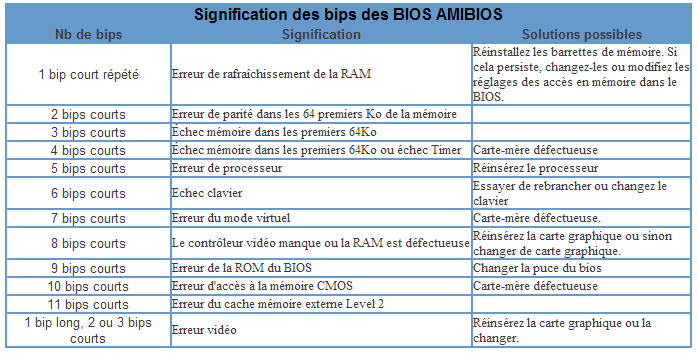 Signification des bips des BIOS AMIBIOS
Nb de bips Signification Solutions possibles
1 bip court répété Erreur de rafraîchissement de la RAM Réinstallez les barrettes de mémoire. Si
cela persiste, changez-les ou modifiez les
réglages des accès en mémoire dans le
BIOS.
2 bips courts Erreur de parité dans les 64 premiers Ko de la mémoire
3 bips courts Échec mémoire dans les premiers 64Ko
4 bips courts Échec mémoire dans les premiers 64Ko ou échec Timer Carte-mère défectueuse
5 bips courts Erreur de processeur Réinsérez le processeur
6 bips courts Echec clavier Essayer de rebrancher ou changez le
clavier
7 bips courts Erreur du mode virtuel Carte-mère défectueuse.
8 bips courts Le contrôleur vidéo manque ou la RAM est défectueuse Réinsérez la carte graphique ou sinon
changer de carte graphique.
9 bips courts Erreur de la ROM du BIOS Changer la puce du bios
10 bips courts Erreur d'accès à la mémoire CMOS Carte-mère défectueuse
11 bips courts Erreur du cache mémoire externe Level 2
1 bip long, 2 ou 3 bips
courts Erreur vidéo Réinsérez la carte graphique ou la
changer.